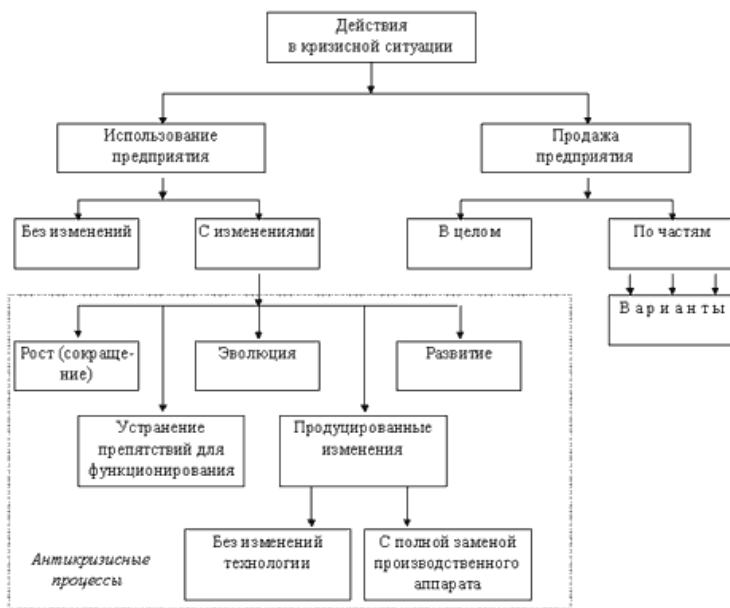 Действия
в кризисной ситуации
Использование
предприятия
Продажа
предприятия
Без изменений
С изменениями
В целом
По частям
В а р и а н т ы
Рост (сокраще-
ние)
Эволюция
Развитие
Устранение
препятствий для
функционирования
Продуцированные
изменения
Без изменений
технологии
С полной заменой
производственного
аппарата
Антикризисные
процессы